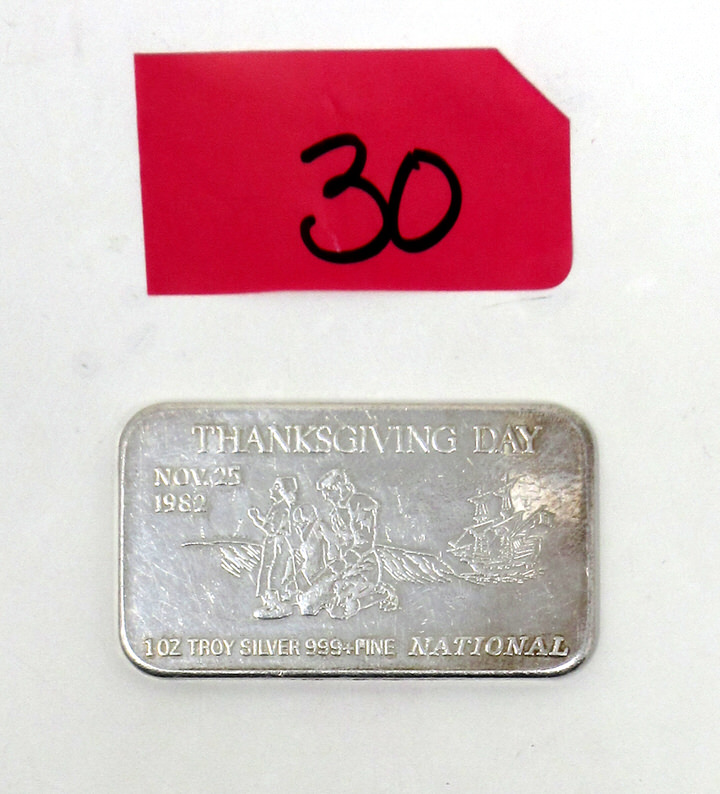 30
THANKSGIVING DAY
NOV. 25
1982
1 OZ TROY SILVER 999+ FINE NATIONAL